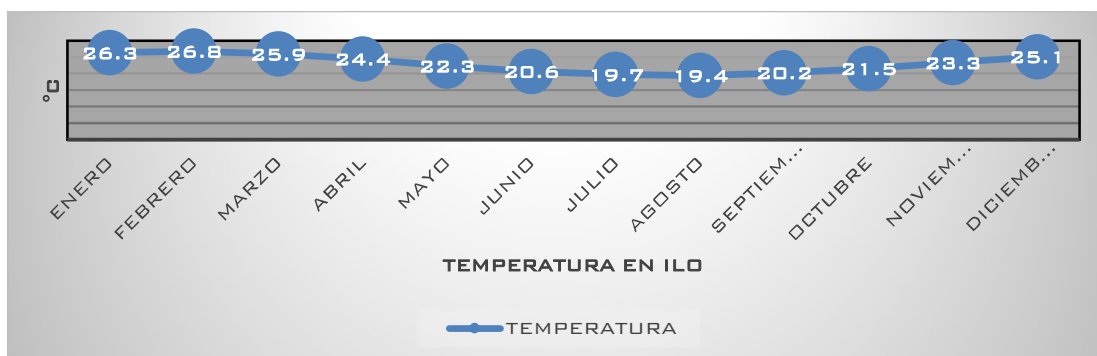 26.3 26.8 25.9 24.4 22.3 20.6 19.7 19.4 20.2 21.5 23.3 25.1
°C
ENERO FEBRERO MARZO ABRIL MAYO JUNIO JULIO AGOSTO SEPTIEM... OCTUBRE NOVIEM... DICIEMB...
TEMPERATURA EN ILO
TEMPERATURA